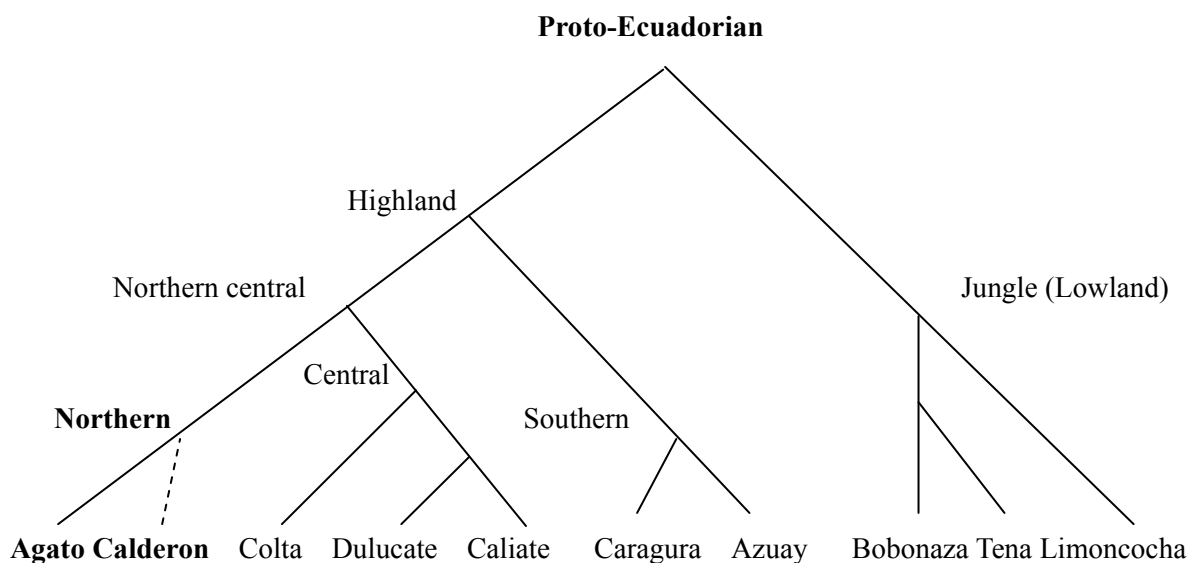 Proto-Ecuadorian
Highland
Northern central
Jungle (Lowland)
Central
Northern
Southern
Agato Calderon Colta Dulucate Caliate Caragura Azuay Bobonaza Tena Limoncocha